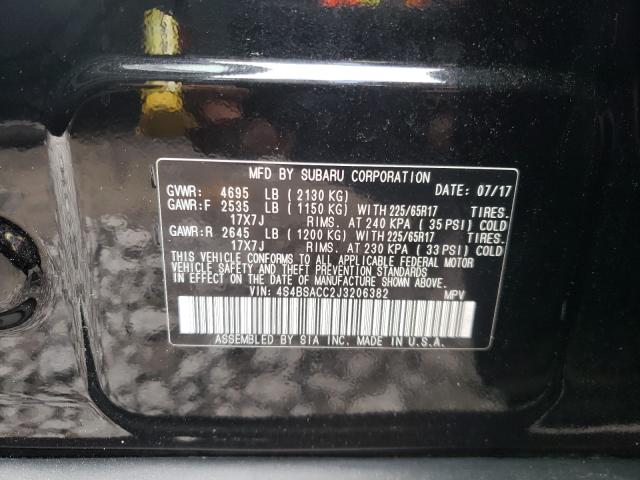 MFD BY SUBARU CORPORATION
GVWR: 4695 LB ( 2130 KG) DATE: 07/17
GAWR:F 2535 LB ( 1150 KG) WITH 225/65R17 TIRES.
17X7J RIMS. AT 240 KPA ( 35 PSI) COLD
GAWR:R 2645 LB ( 1200 KG) WITH 225/65R17 TIRES.
17X7J RIMS. AT 230 KPA ( 33 PSI) COLD
THIS VEHICLE CONFORMS TO ALL APPLICABLE FEDERAL MOTOR
VEHICLE SAFETY AND THEFT PREVENTION STANDARDS
IN EFFECT ON THE DATE OF MANUFACTURE SHOWN ABOVE.
VIN: 4S4BSACC2J3206382 MPV
ASSEMBLED BY SIA INC. MADE IN U.S.A.